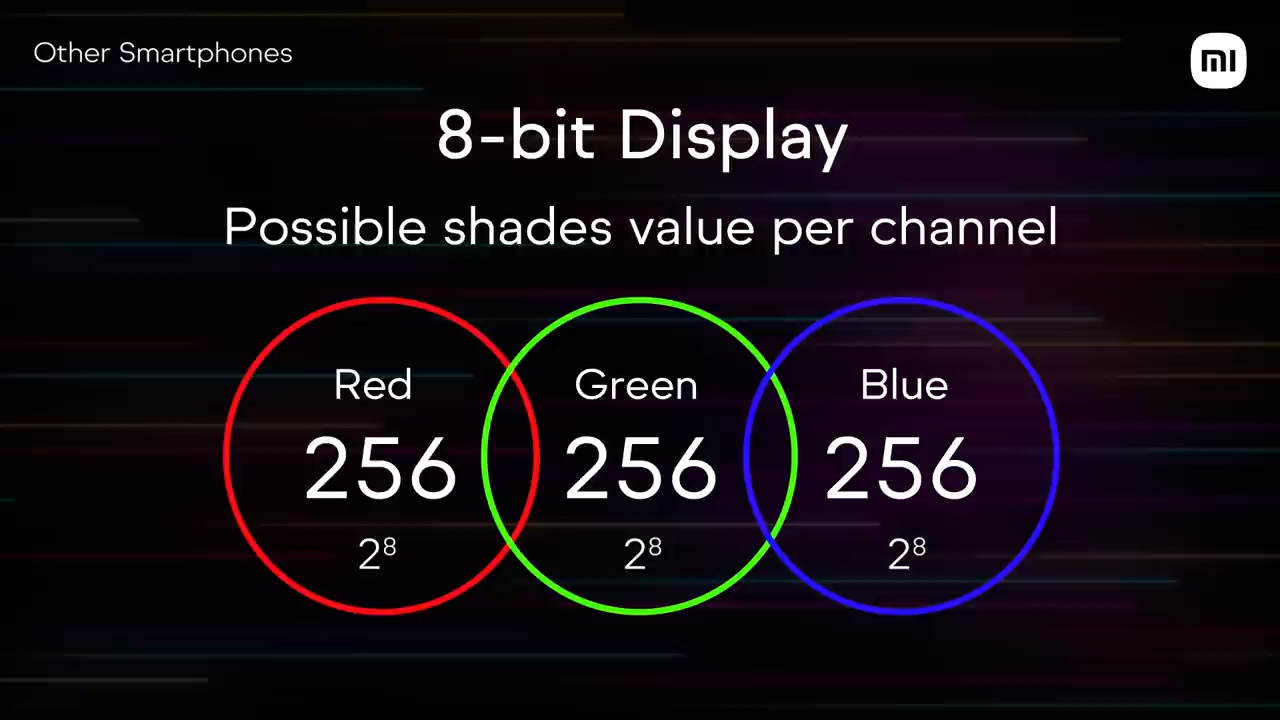 Other Smartphones
mi
8-bit Display
Possible shades value per channel
Red
Green
Blue
256
256
256
2⁸
2⁸
2⁸